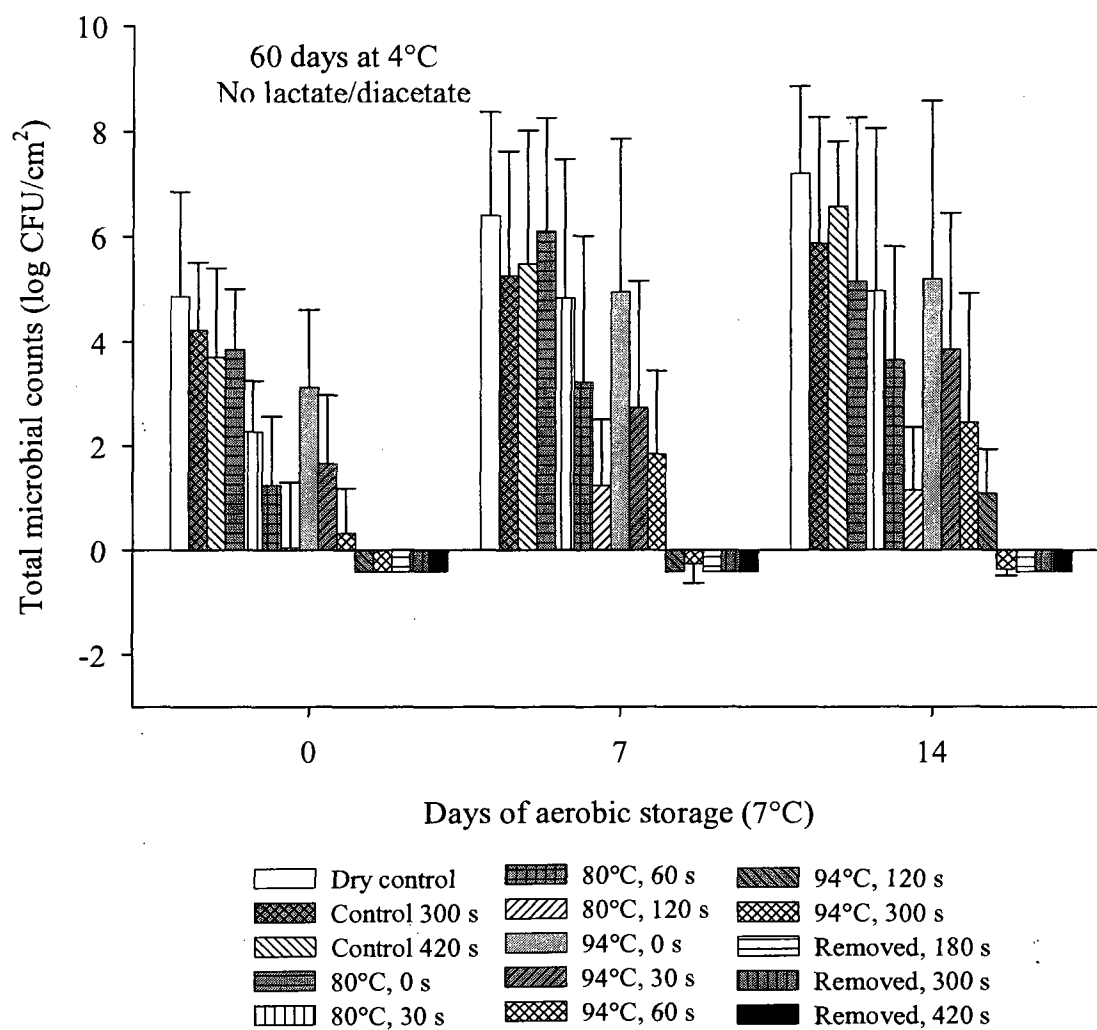 60 days at 4°C
No lactate/diacetate
Total microbial counts (log CFU/cm²)
10
8
6
4
2
0
-2
0 7 14
Days of aerobic storage (7°C)
Dry control
Control 300 s
Control 420 s
80°C, 0 s
80°C, 30 s
80°C, 60 s
80°C, 120 s
94°C, 0 s
94°C, 30 s
94°C, 60 s
94°C, 120 s
94°C, 300 s
Removed, 180 s
Removed, 300 s
Removed, 420 s